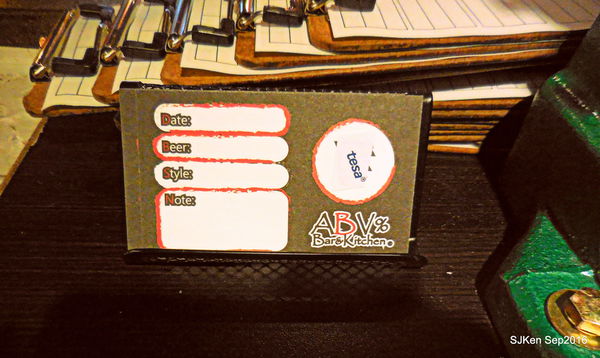 Date:
Beer:
Style:
Note:
tesa®
ABV%
Bar&Kitchen®
SJKen Sep2016